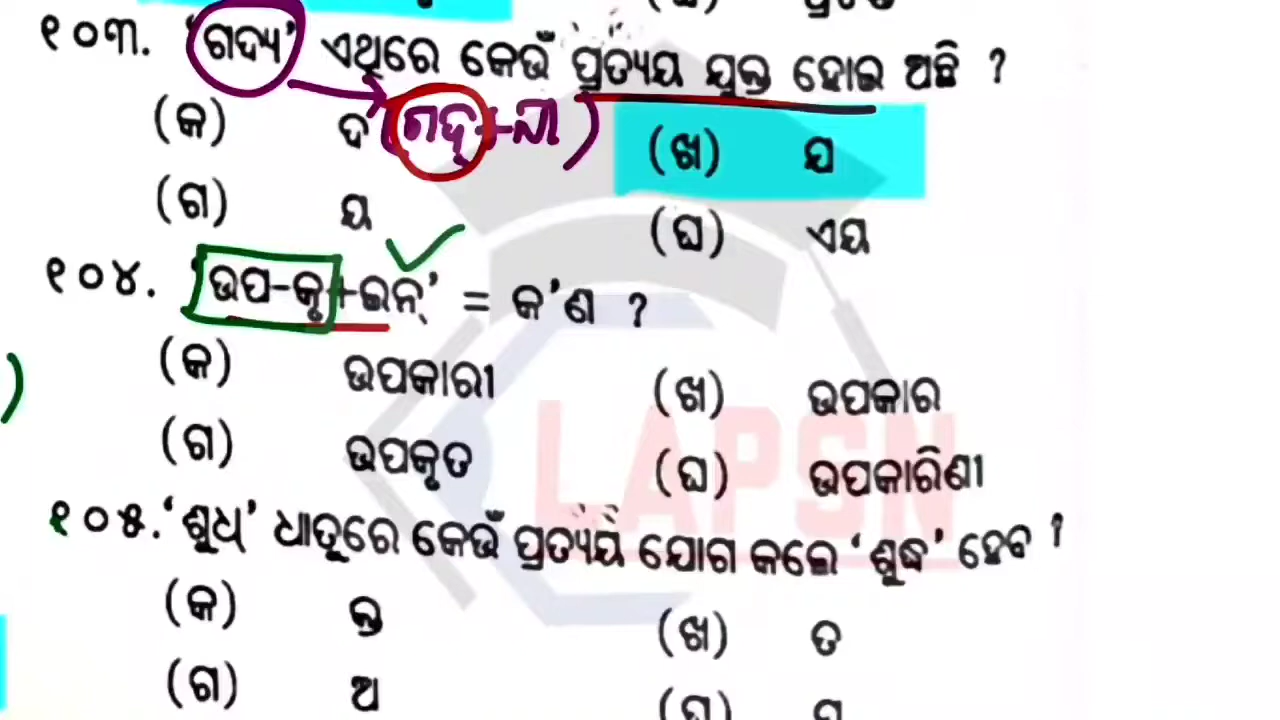 ୧୦୩. 'ଗଦ୍ୟ' ଏଥିରେ କେଉଁ ପ୍ରତ୍ୟୟ ଯୁକ୍ତ ହୋଇ ଅଛି ?
(କ) ଦ (ଗଦ୍+ (ଖ) ଯ
(ଗ) ୟ (ଘ) ଏୟ
୧୦୪. 'ଉପ-କୃ+ଇନ୍' = କ'ଣ ?
(କ) ଉପକାରୀ (ଖ) ଉପକାର
(ଗ) ଉପକୃତ (ଘ) ଉପକାରିଣୀ
LAPSN
୧୦୫. 'ଶୁଧ୍' ଧାତୁରେ କେଉଁ ପ୍ରତ୍ୟୟ ଯୋଗ କଲେ 'ଶୁଦ୍ଧ' ହେବ ?
(କ) କ୍ତ (ଖ) ତ
(ଗ) ଅ